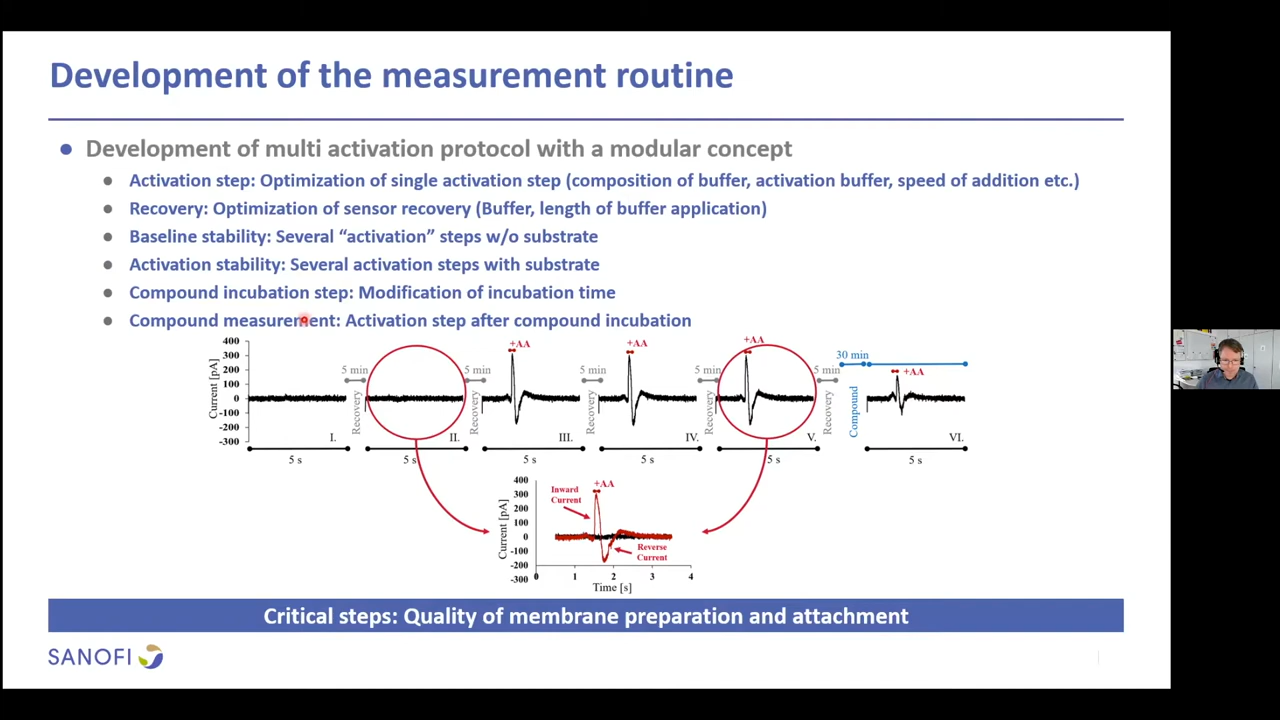 Development of the measurement routine
Development of multi activation protocol with a modular concept
Activation step: Optimization of single activation step (composition of buffer, activation buffer, speed of addition etc.)
Recovery: Optimization of sensor recovery (Buffer, length of buffer application)
Baseline stability: Several “activation” steps w/o substrate
Activation stability: Several activation steps with substrate
Compound incubation step: Modification of incubation time
Compound measurement: Activation step after compound incubation
Current [pA]
400
300
200
100
0
-100
-200
-300
I.
5 s
5 min
Recovery
II.
5 s
5 min
Recovery
+AA
III.
5 s
5 min
Recovery
+AA
IV.
5 s
5 min
Recovery
+AA
V.
5 s
5 min
Recovery
30 min
Compound
+AA
VI.
5 s
Current [pA]
400
300
200
100
0
-100
-200
-300
+AA
Inward
Current
Reverse
Current
0 1 2 3 4
Time [s]
Critical steps: Quality of membrane preparation and attachment
SANOFI